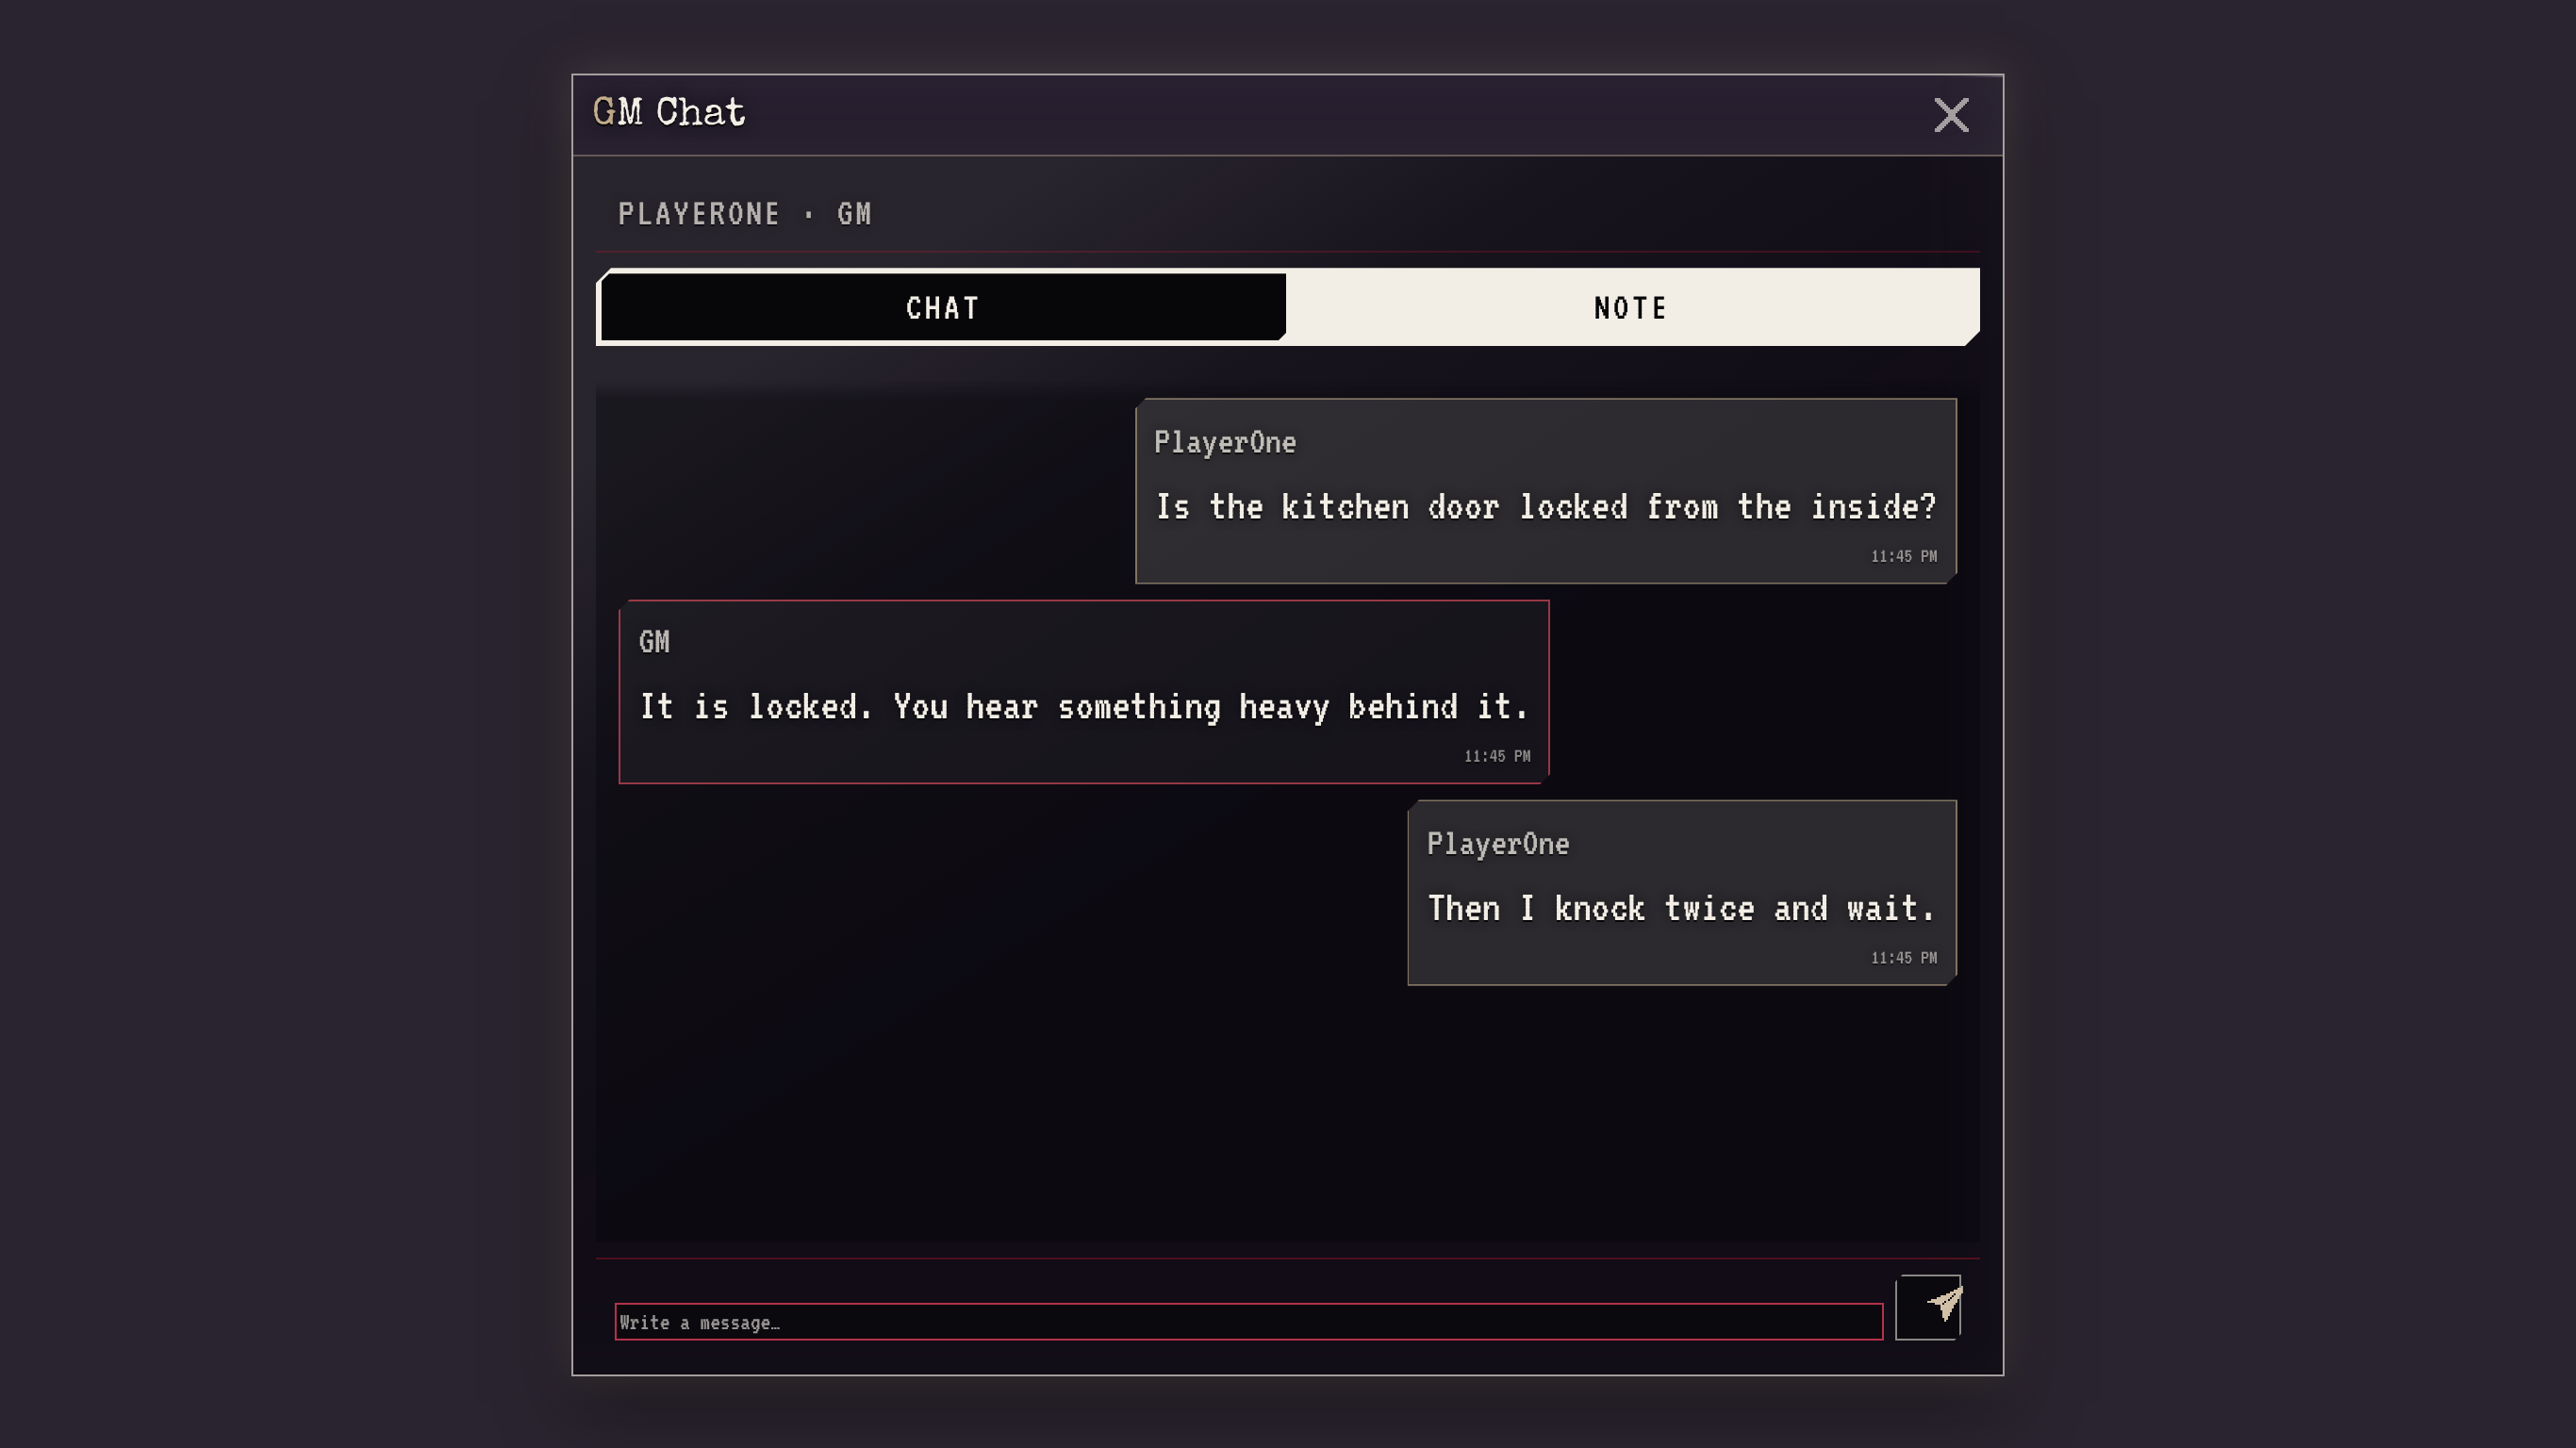 GM Chat
PLAYERONE · GM
CHAT
NOTE
PlayerOne
Is the kitchen door locked from the inside?
11:45 PM
GM
It is locked. You hear something heavy behind it.
11:45 PM
PlayerOne
Then I knock twice and wait.
11:45 PM
Write a message…